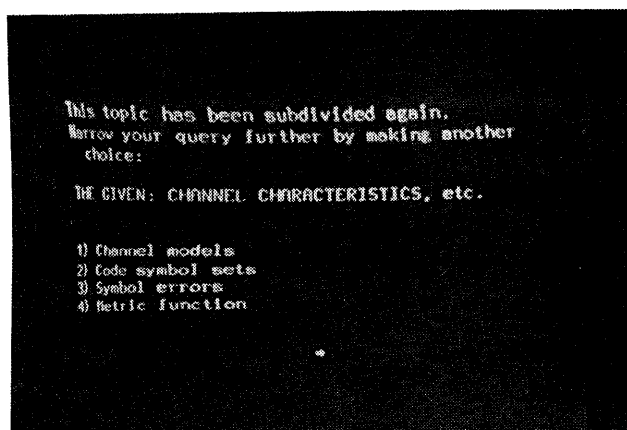 This topic has been subdivided again.
Narrow your query further by making another
choice:
THE GIVEN: CHANNEL CHARACTERISTICS, etc.
1) Channel models
2) Code symbol sets
3) Symbol errors
4) Metric function